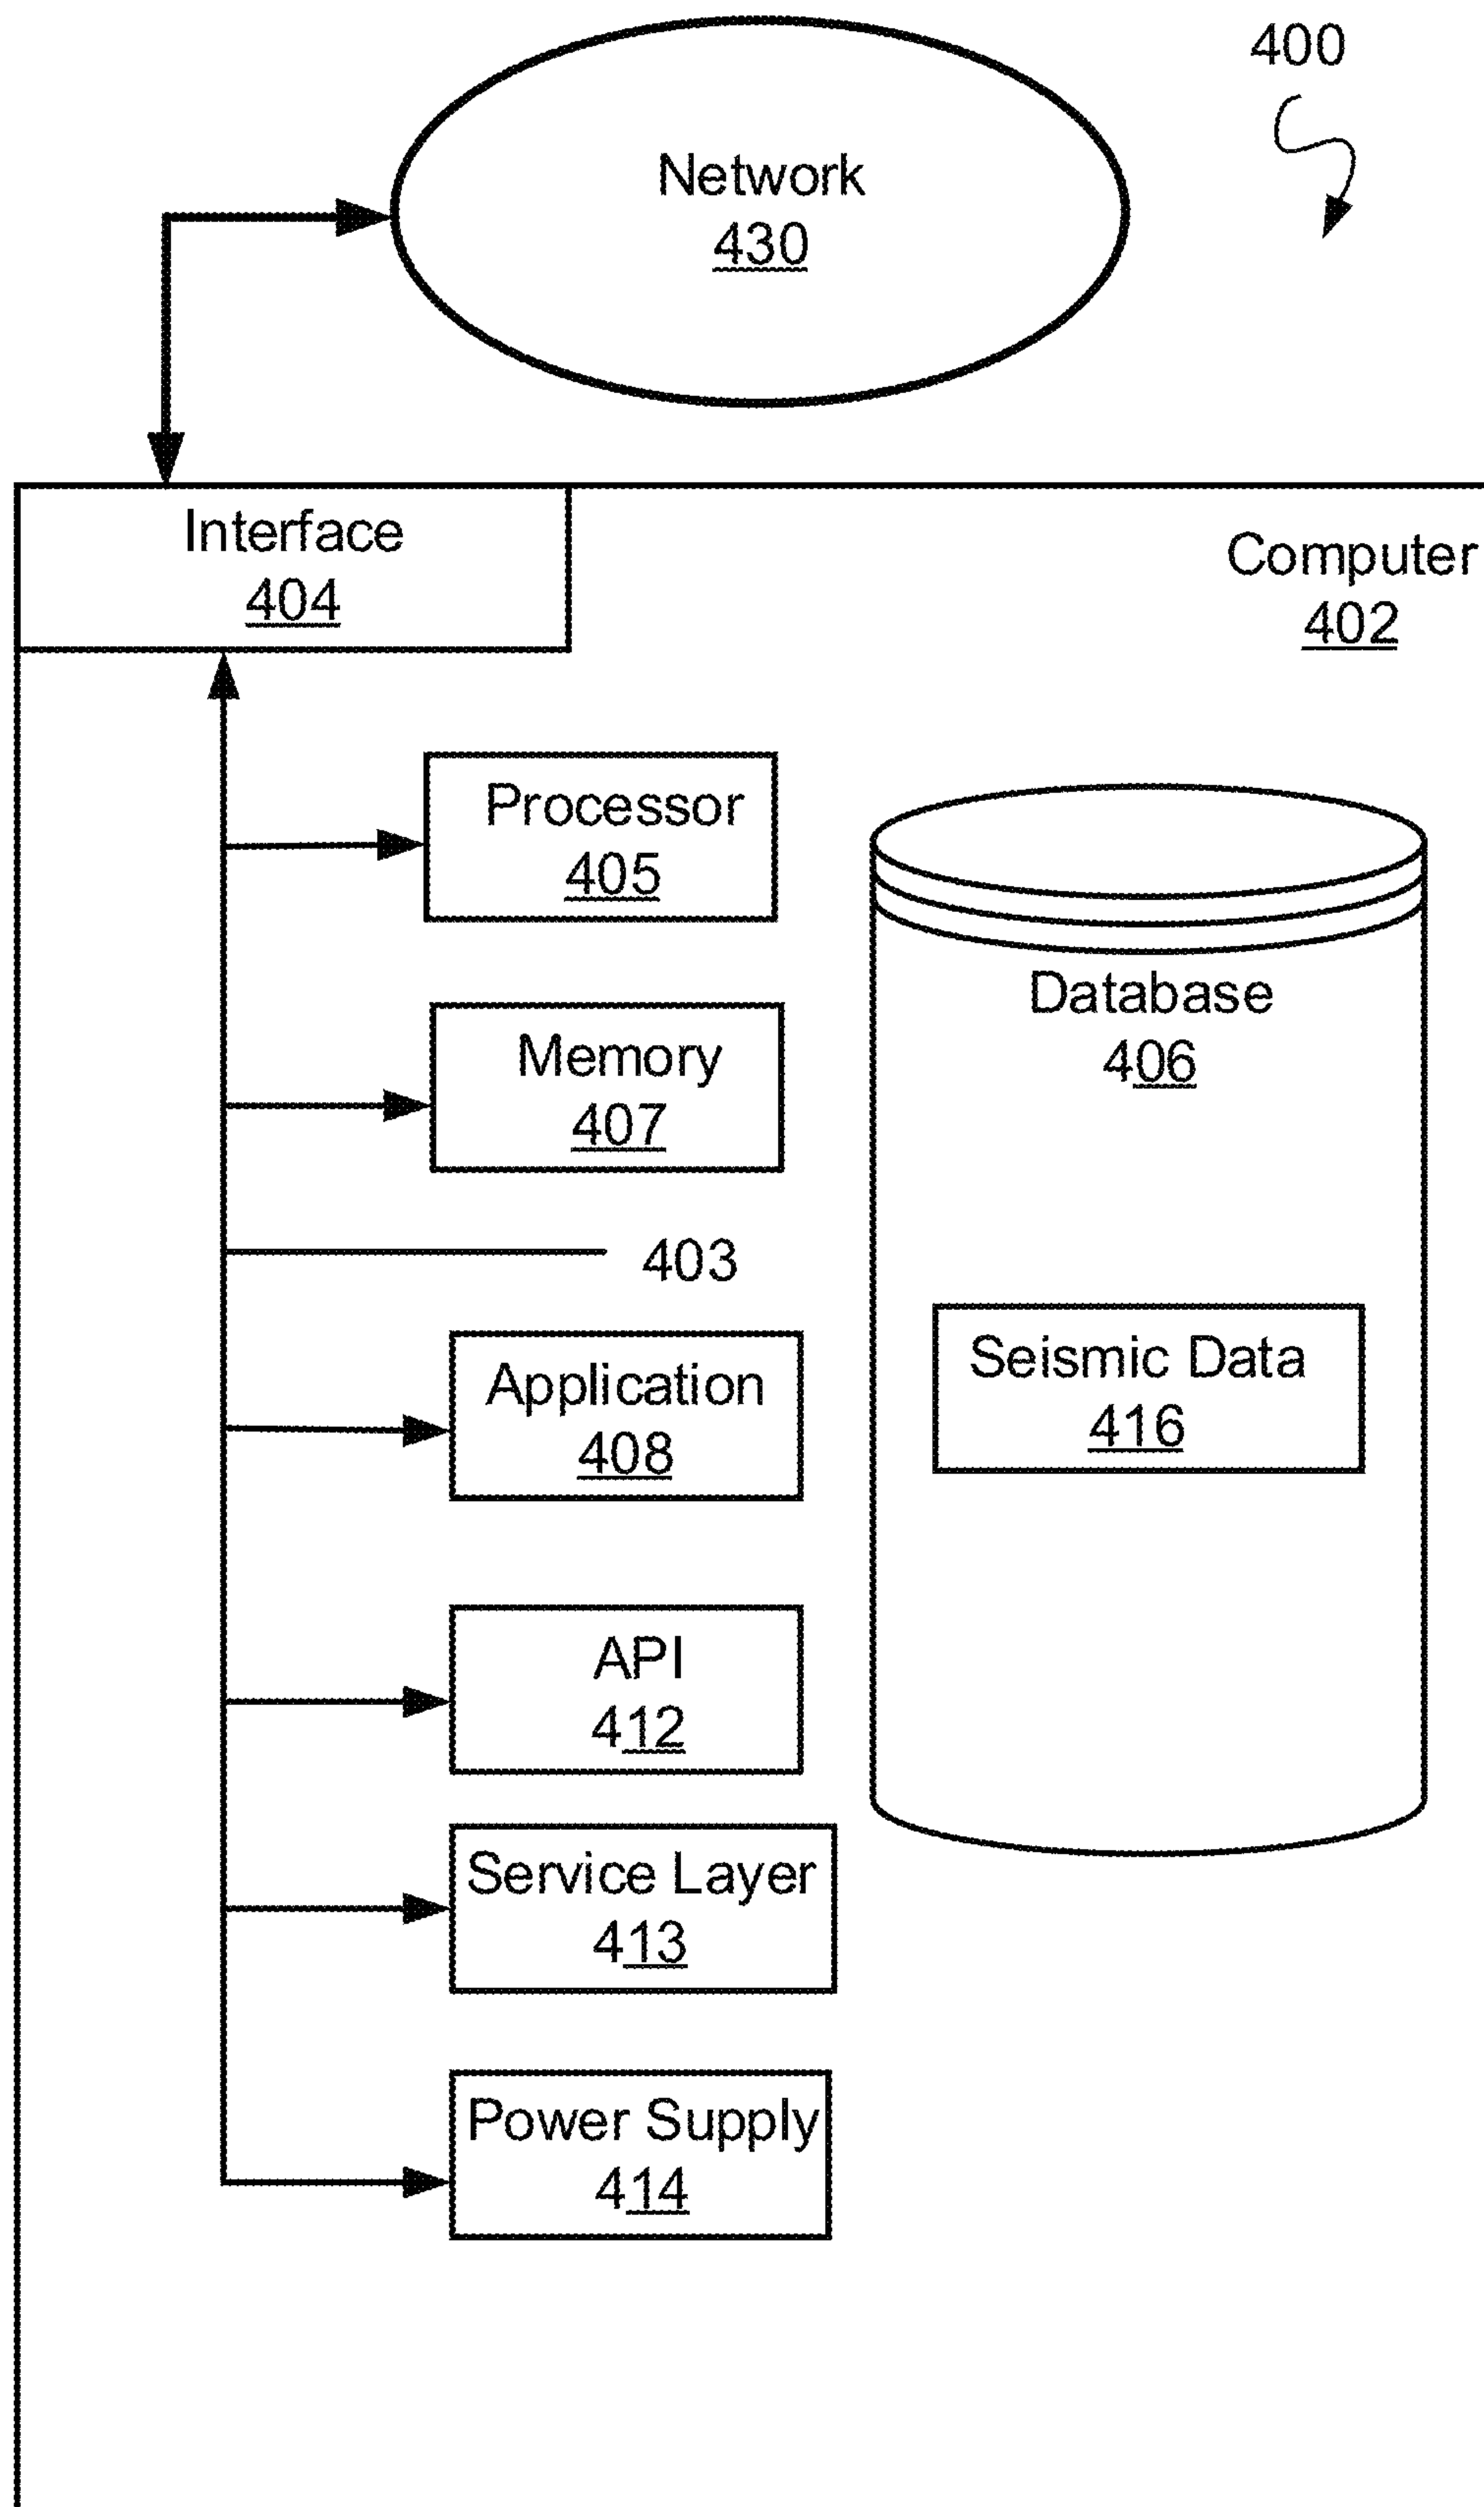 400
Network
430
Interface
404
Computer
402
Processor
405
Database
406
Memory
407
403
Seismic Data
416
Application
408
API
412
Service Layer
413
Power Supply
414